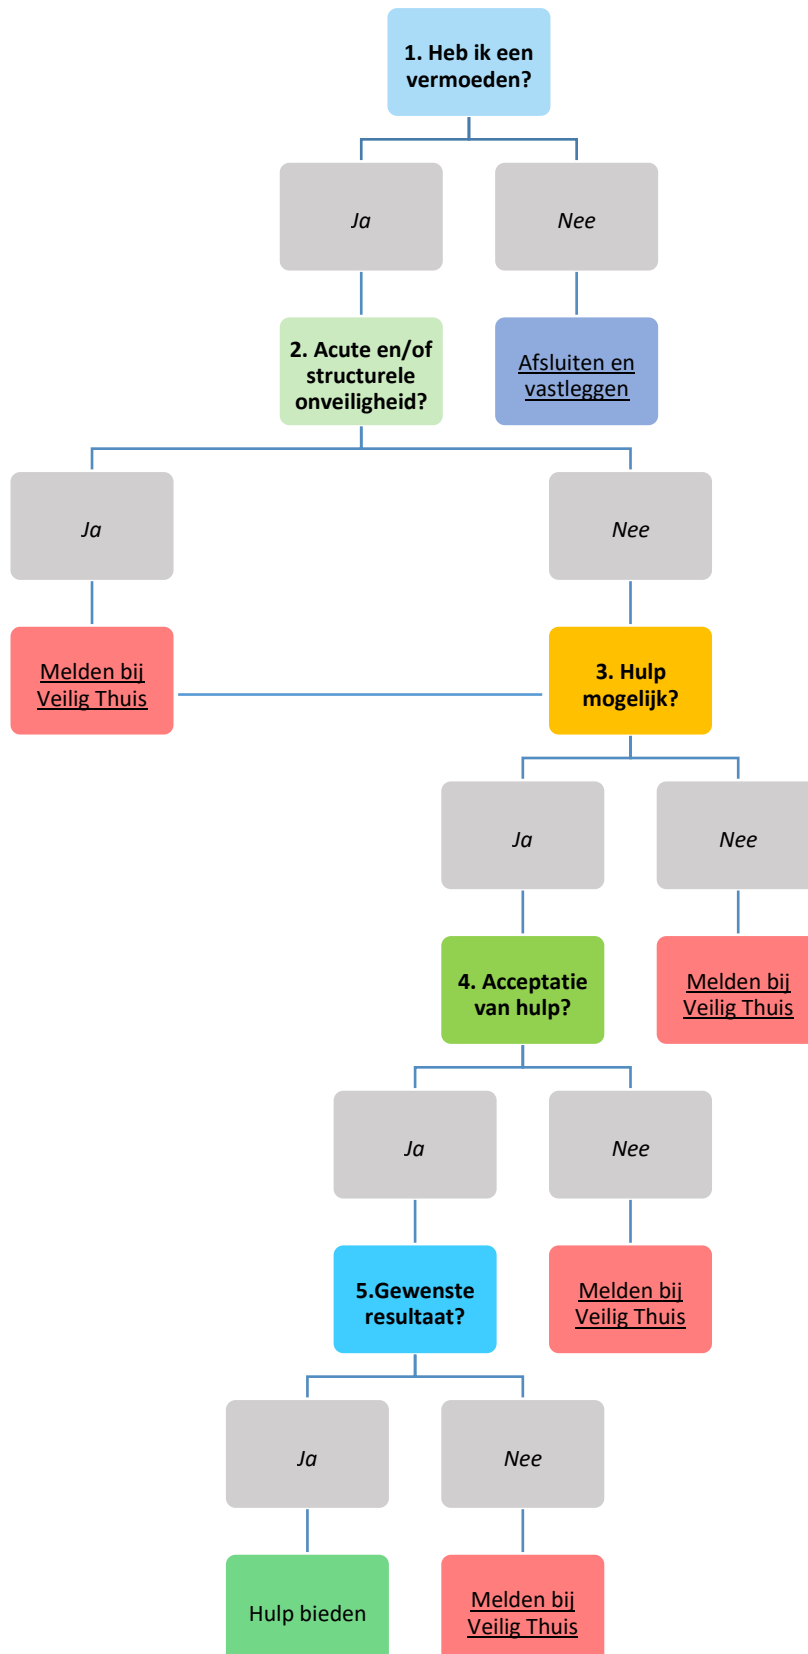 1. Heb ik een
vermoeden?
Ja
Nee
2. Acute en/of
structurele
onveiligheid?
Afsluiten en
vastleggen
Ja
Nee
Melden bij
Veilig Thuis
3. Hulp
mogelijk?
Ja
Nee
4. Acceptatie
van hulp?
Melden bij
Veilig Thuis
Ja
Nee
5.Gewenste
resultaat?
Melden bij
Veilig Thuis
Ja
Nee
Hulp bieden
Melden bij
Veilig Thuis